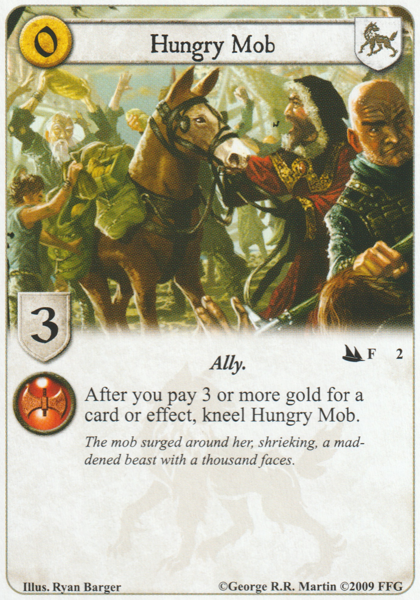 0
Hungry Mob
3
Ally.
F 2
After you pay 3 or more gold for a
card or effect, kneel Hungry Mob.
The mob surged around her, shrieking, a mad-
dened beast with a thousand faces.
Illus. Ryan Barger ©George R.R. Martin ©2009 FFG